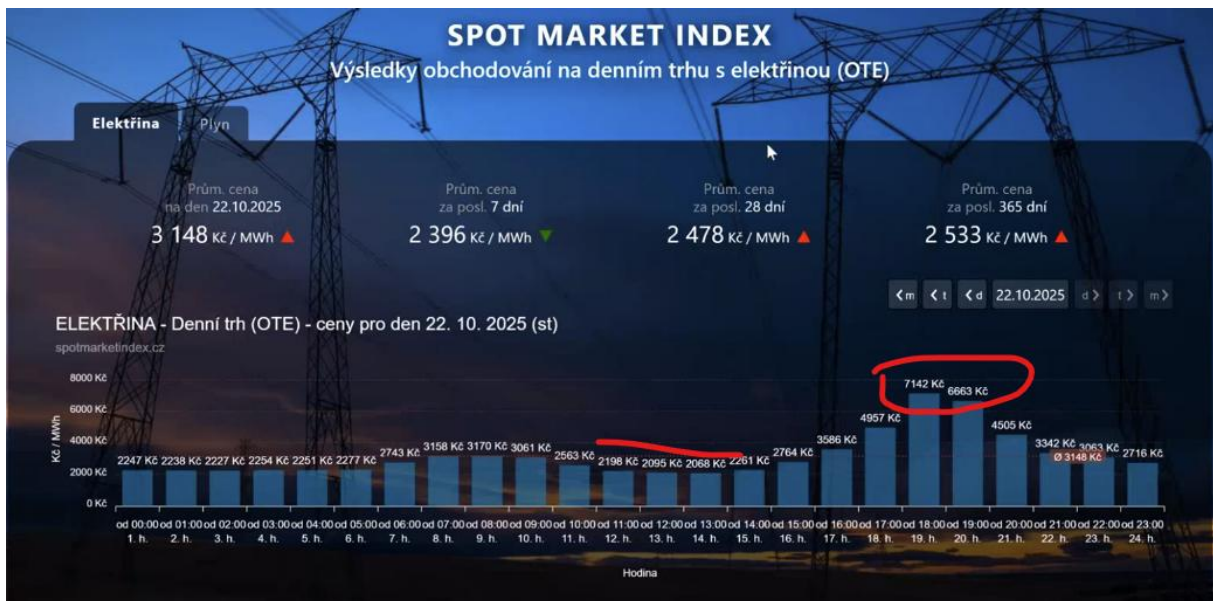 SPOT MARKET INDEX
Výsledky obchodování na denním trhu s elektřinou (OTE)
Elektřina Plyn
Prům. cena
na den 22.10.2025
3 148 Kč / MWh
Prům. cena
za posl. 7 dní
2 396 Kč / MWh
Prům. cena
za posl. 28 dní
2 478 Kč / MWh
Prům. cena
za posl. 365 dní
2 533 Kč / MWh
<m <t <d 22.10.2025 d> t> m>
ELEKTŘINA - Denní trh (OTE) - ceny pro den 22. 10. 2025 (st)
spotmarketindex.cz
Kč / MWh
8000 Kč
6000 Kč
4000 Kč
2000 Kč
0 Kč
2247 Kč 2238 Kč 2227 Kč 2254 Kč 2251 Kč 2277 Kč 2743 Kč 3158 Kč 3170 Kč 3061 Kč 2563 Kč 2198 Kč 2095 Kč 2068 Kč 2261 Kč 2764 Kč 3586 Kč 4957 Kč 7142 Kč 6663 Kč 4505 Kč 3342 Kč 3063 Kč 2716 Kč
Ø 3148 Kč
od 00:00 od 01:00 od 02:00 od 03:00 od 04:00 od 05:00 od 06:00 od 07:00 od 08:00 od 09:00 od 10:00 od 11:00 od 12:00 od 13:00 od 14:00 od 15:00 od 16:00 od 17:00 od 18:00 od 19:00 od 20:00 od 21:00 od 22:00 od 23:00
1. h. 2. h. 3. h. 4. h. 5. h. 6. h. 7. h. 8. h. 9. h. 10. h. 11. h. 12. h. 13. h. 14. h. 15. h. 16. h. 17. h. 18. h. 19. h. 20. h. 21. h. 22. h. 23. h. 24. h.
Hodina